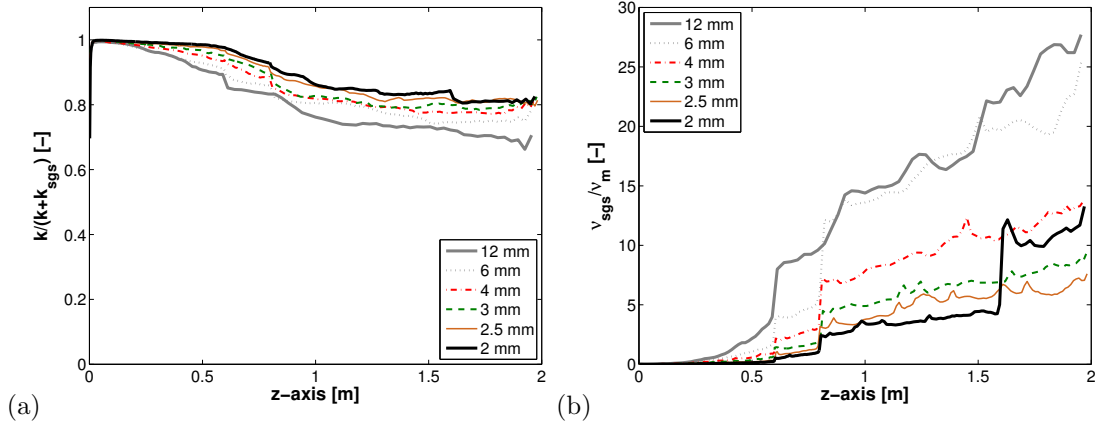 1
0.8
0.6
0.4
0.2
0
0
0.5
1
1.5
2
k/(k+k_sgs) [−]
z−axis [m]
12 mm
6 mm
4 mm
3 mm
2.5 mm
2 mm
(a)
30
25
20
15
10
5
0
0
0.5
1
1.5
2
ν_sgs/ν_m [−]
z−axis [m]
12 mm
6 mm
4 mm
3 mm
2.5 mm
2 mm
(b)